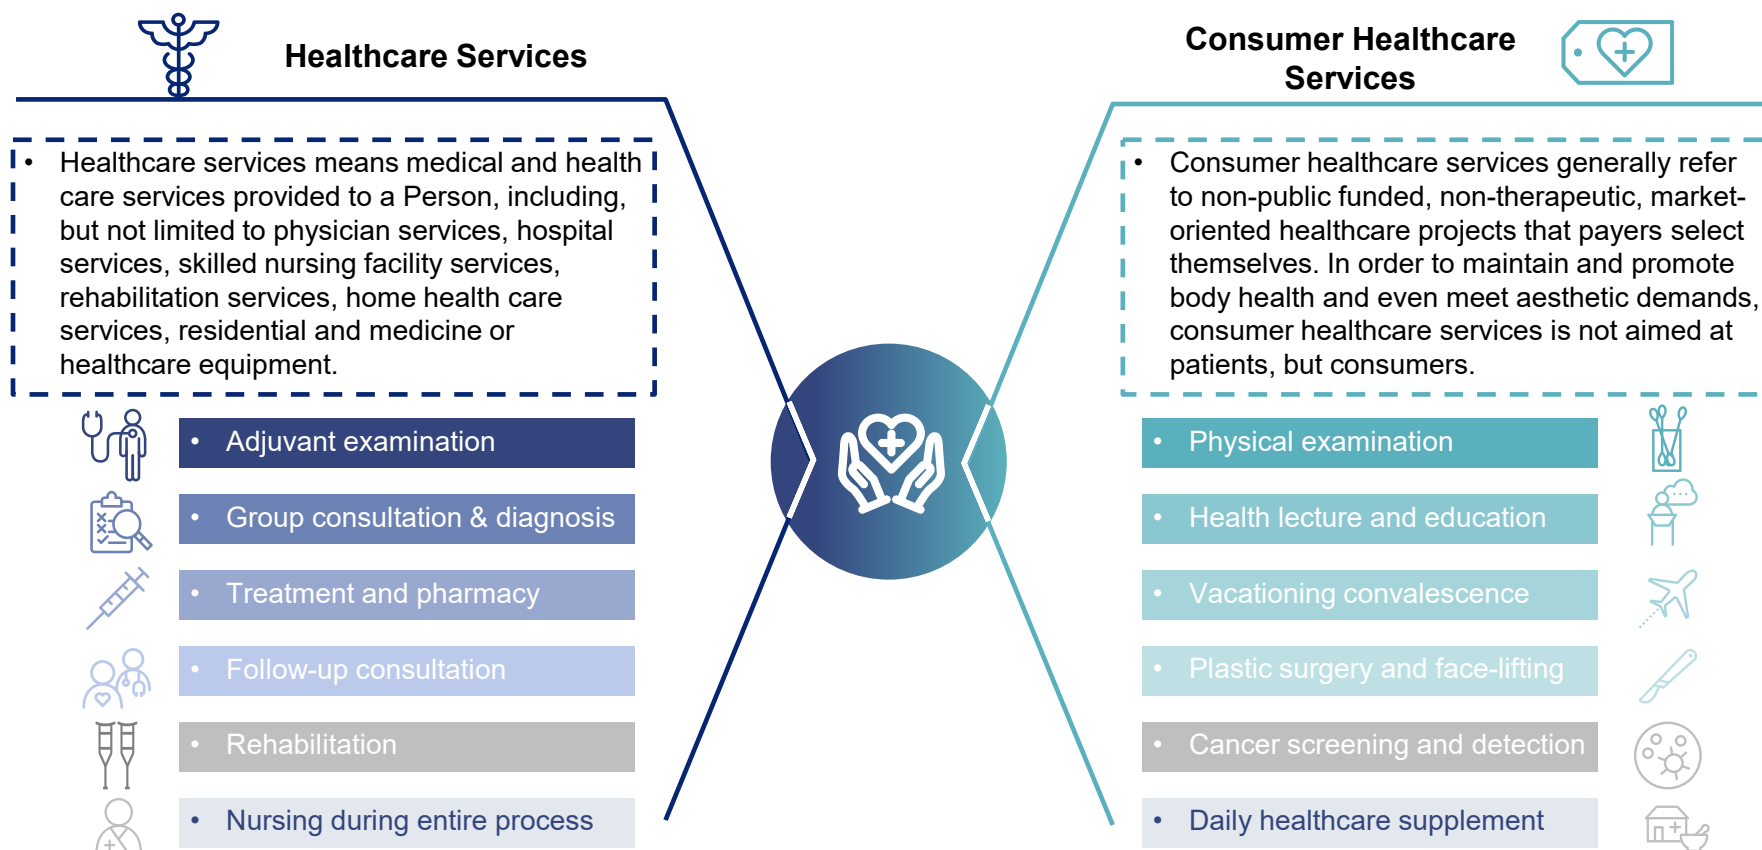 Healthcare Services
• Healthcare services means medical and health
care services provided to a Person, including,
but not limited to physician services, hospital
services, skilled nursing facility services,
rehabilitation services, home health care
services, residential and medicine or
healthcare equipment.
• Adjuvant examination
• Group consultation & diagnosis
• Treatment and pharmacy
• Follow-up consultation
• Rehabilitation
• Nursing during entire process
Consumer Healthcare
Services
• Consumer healthcare services generally refer
to non-public funded, non-therapeutic, market-
oriented healthcare projects that payers select
themselves. In order to maintain and promote
body health and even meet aesthetic demands,
consumer healthcare services is not aimed at
patients, but consumers.
• Physical examination
• Health lecture and education
• Vacationing convalescence
• Plastic surgery and face-lifting
• Cancer screening and detection
• Daily healthcare supplement